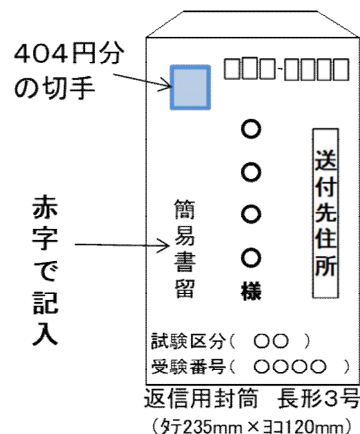 404円分
の切手
□□□-□□□□
送付先住所
○○○○様
簡易書留
赤字で記入
試験区分( ○○ )
受験番号( ○○○○ )
返信用封筒 長形3号
(ﾀﾃ235mm×ﾖｺ120mm)